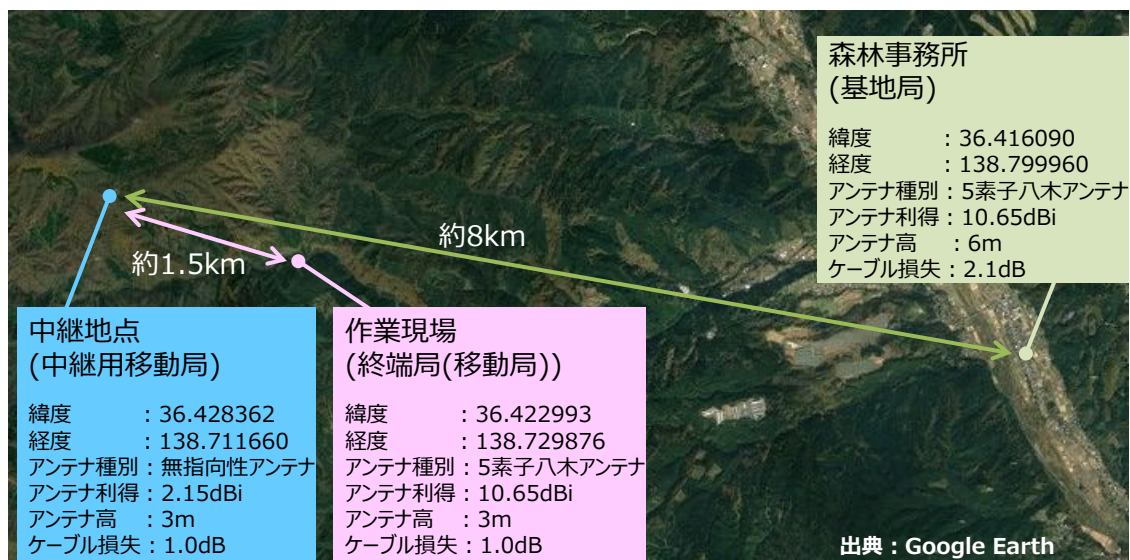 森林事務所
(基地局)
緯度 : 36.416090
経度 : 138.799960
アンテナ種別 : 5素子八木アンテナ
アンテナ利得 : 10.65dBi
アンテナ高 : 6m
ケーブル損失 : 2.1dB
約8km
約1.5km
中継地点
(中継用移動局)
緯度 : 36.428362
経度 : 138.711660
アンテナ種別 : 無指向性アンテナ
アンテナ利得 : 2.15dBi
アンテナ高 : 3m
ケーブル損失 : 1.0dB
作業現場
(終端局(移動局))
緯度 : 36.422993
経度 : 138.729876
アンテナ種別 : 5素子八木アンテナ
アンテナ利得 : 10.65dBi
アンテナ高 : 3m
ケーブル損失 : 1.0dB
出典 : Google Earth